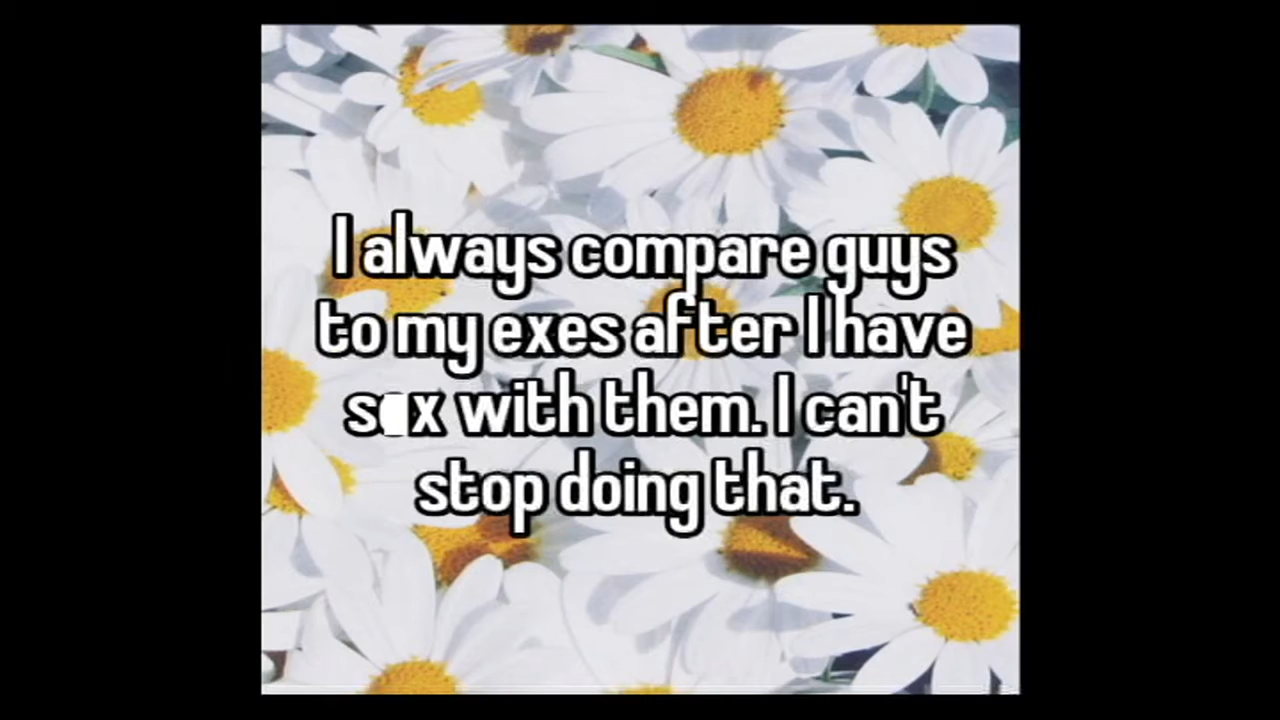 I always compare guys
to my exes after I have
s x with them. I can't
stop doing that.